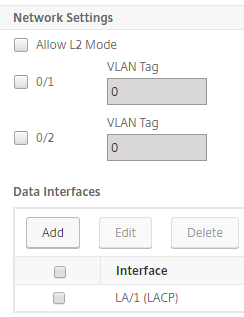 Network Settings
Allow L2 Mode
VLAN Tag
0/1
0
VLAN Tag
0/2
0
Data Interfaces
Add Edit Delete
Interface
LA/1 (LACP)